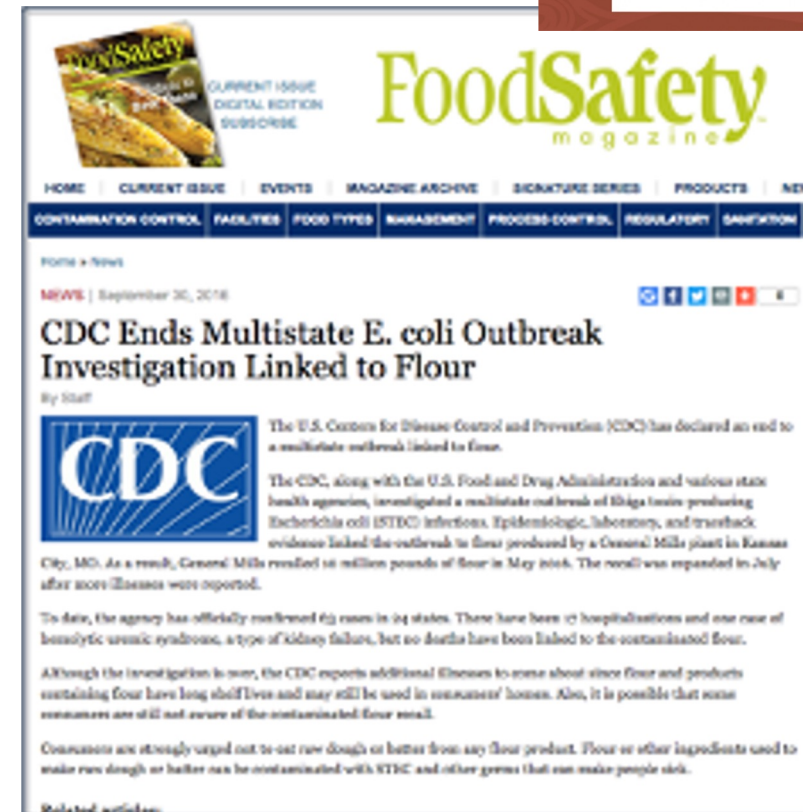 FoodSafety
CURRENT ISSUE
DIGITAL EDITION
SUBSCRIBE
FoodSafety
magazine
HOME | CURRENT ISSUE | EVENTS | MAGAZINE ARCHIVE | SIGNATURE SERIES | PRODUCTS | NE
CONTAMINATION CONTROL | FACILITIES | FOOD TYPES | MANAGEMENT | PROCESS CONTROL | REGULATORY | SANITATION
Home > News
NEWS | September 30, 2016
CDC Ends Multistate E. coli Outbreak
Investigation Linked to Flour
By Staff
CDC
The U.S. Centers for Disease Control and Prevention (CDC) has declared an end to
a multistate outbreak linked to flour.
The CDC, along with the U.S. Food and Drug Administration and various state
health agencies, investigated a multistate outbreak of Shiga toxin-producing
Escherichia coli (STEC) infections. Epidemiologic, laboratory, and traceback
evidence linked the outbreak to flour produced by a General Mills plant in Kansas
City, MO. As a result, General Mills recalled 10 million pounds of flour in May 2016. The recall was expanded in July
after more illnesses were reported.
To date, the agency has officially confirmed 63 cases in 24 states. There have been 17 hospitalizations and one case of
hemolytic uremic syndrome, a type of kidney failure, but no deaths have been linked to the contaminated flour.
Although the investigation is over, the CDC expects additional illnesses to come about since flour and products
containing flour have long shelf lives and may still be used in consumers' homes. Also, it is possible that some
consumers are still not aware of the contaminated flour recall.
Consumers are strongly urged not to eat raw dough or batter from any flour product. Flour or other ingredients used to
make raw dough or batter can be contaminated with STEC and other germs that can make people sick.
Related articles: